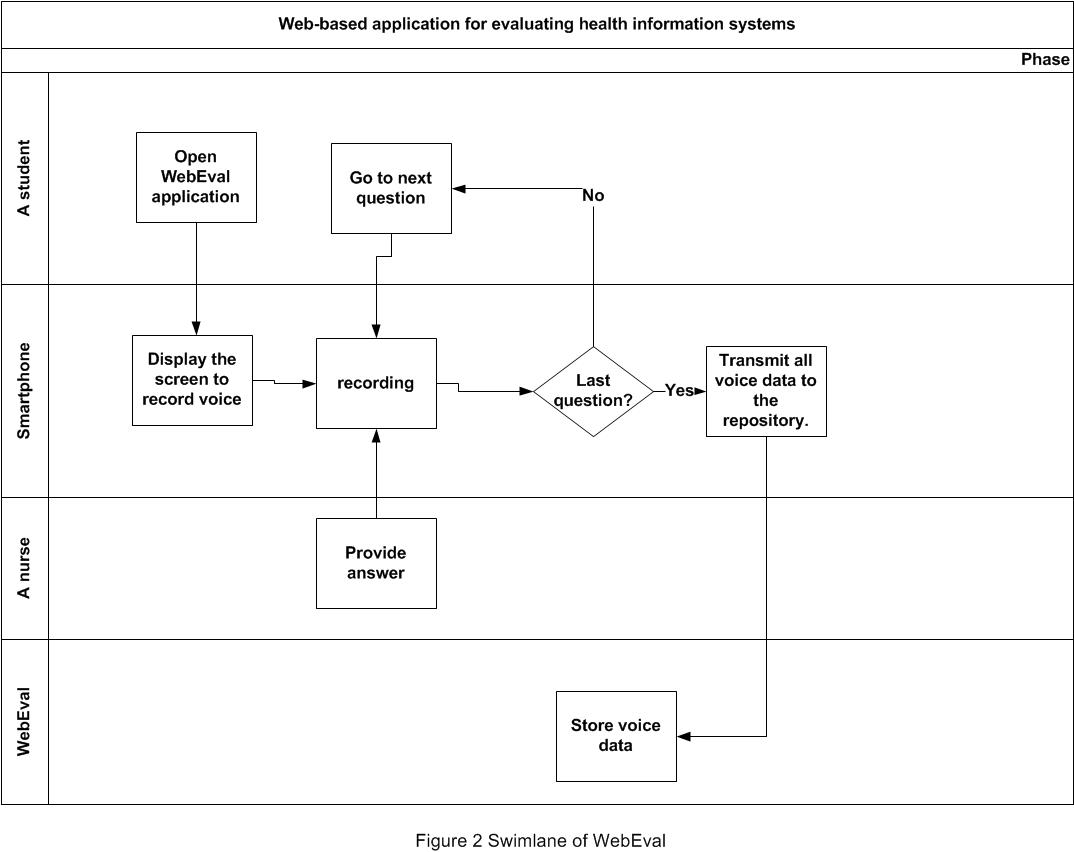 Web-based application for evaluating health information systems
Phase
A student
Open
WebEval
application
Go to next
question
No
Smartphone
Display the
screen to
record voice
recording
Last
question?
Yes
Transmit all
voice data to
the
repository.
A nurse
Provide
answer
WebEval
Store voice
data
Figure 2 Swimlane of WebEval